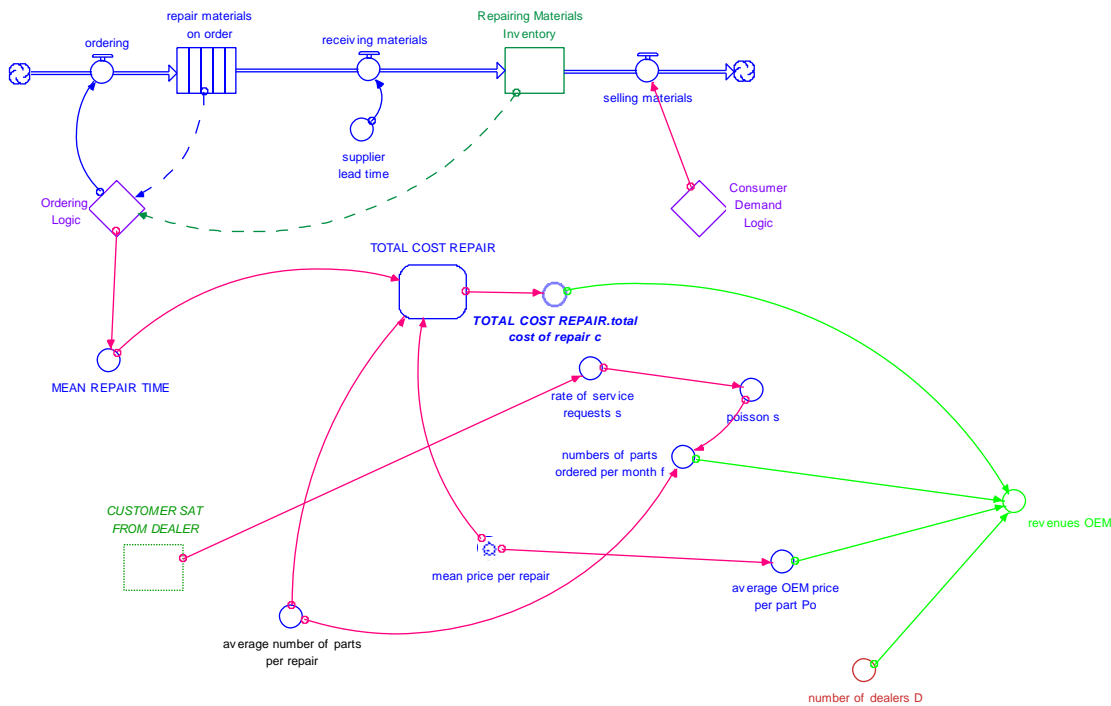 repair materials
on order
ordering
receiving materials
Repairing Materials
Inventory
selling materials
supplier
lead time
Ordering
Logic
Consumer
Demand
Logic
TOTAL COST REPAIR
TOTAL COST REPAIR.total
cost of repair c
MEAN REPAIR TIME
rate of service
requests s
poisson s
numbers of parts
ordered per month f
CUSTOMER SAT
FROM DEALER
revenues OEM
mean price per repair
average OEM price
per part Po
average number of parts
per repair
number of dealers D